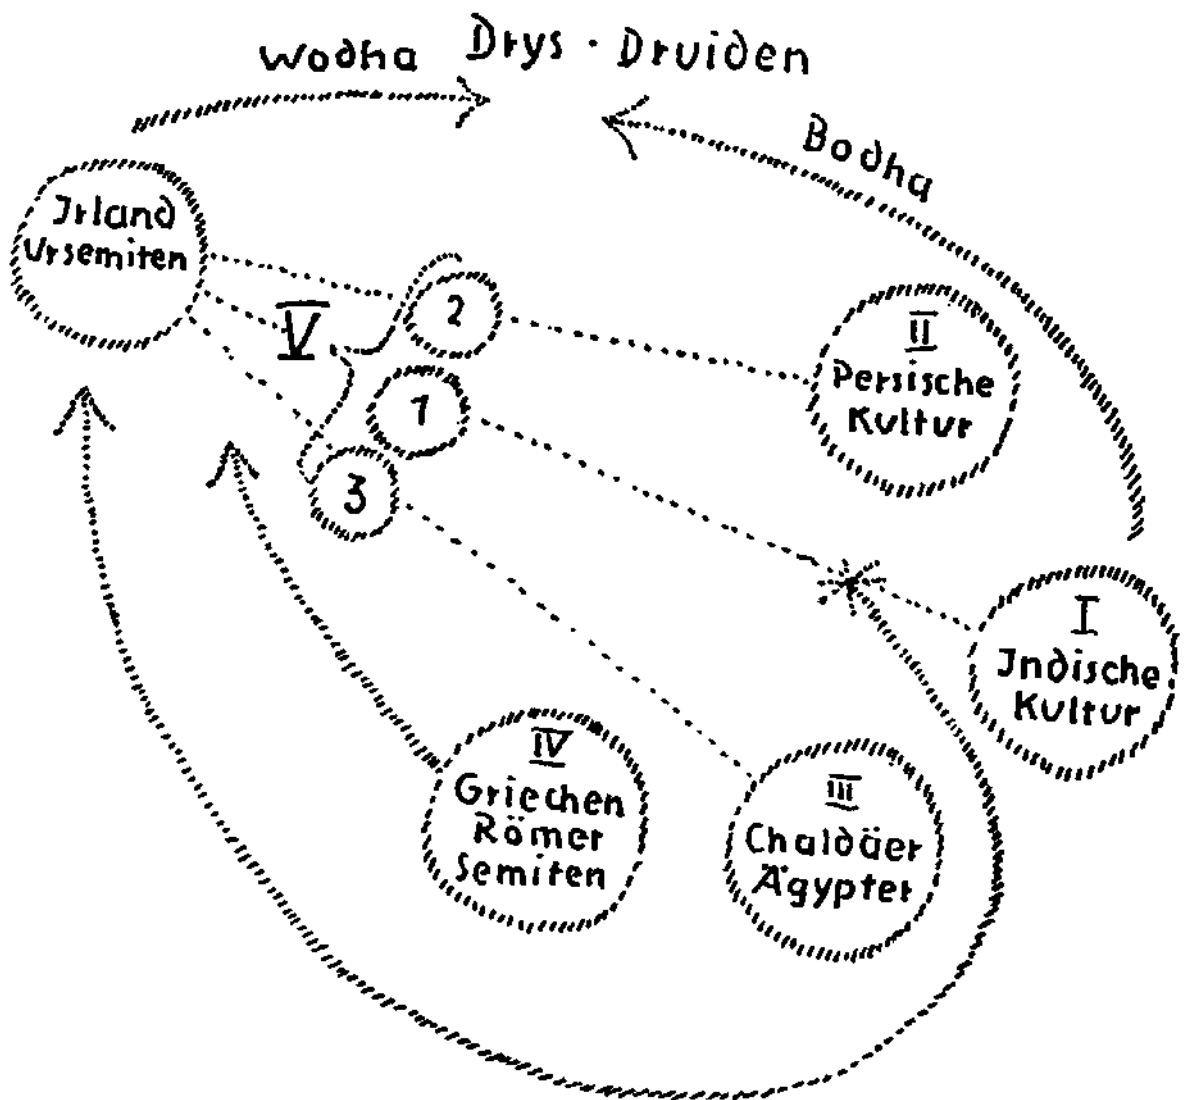 Wodha Drys · Druiden
Bodha
Irland
Ursemiten
V
2
1
3
II
Persische
Kultur
I
Indische
Kultur
IV
Griechen
Römer
Semiten
III
Chaldäer
Ägypter